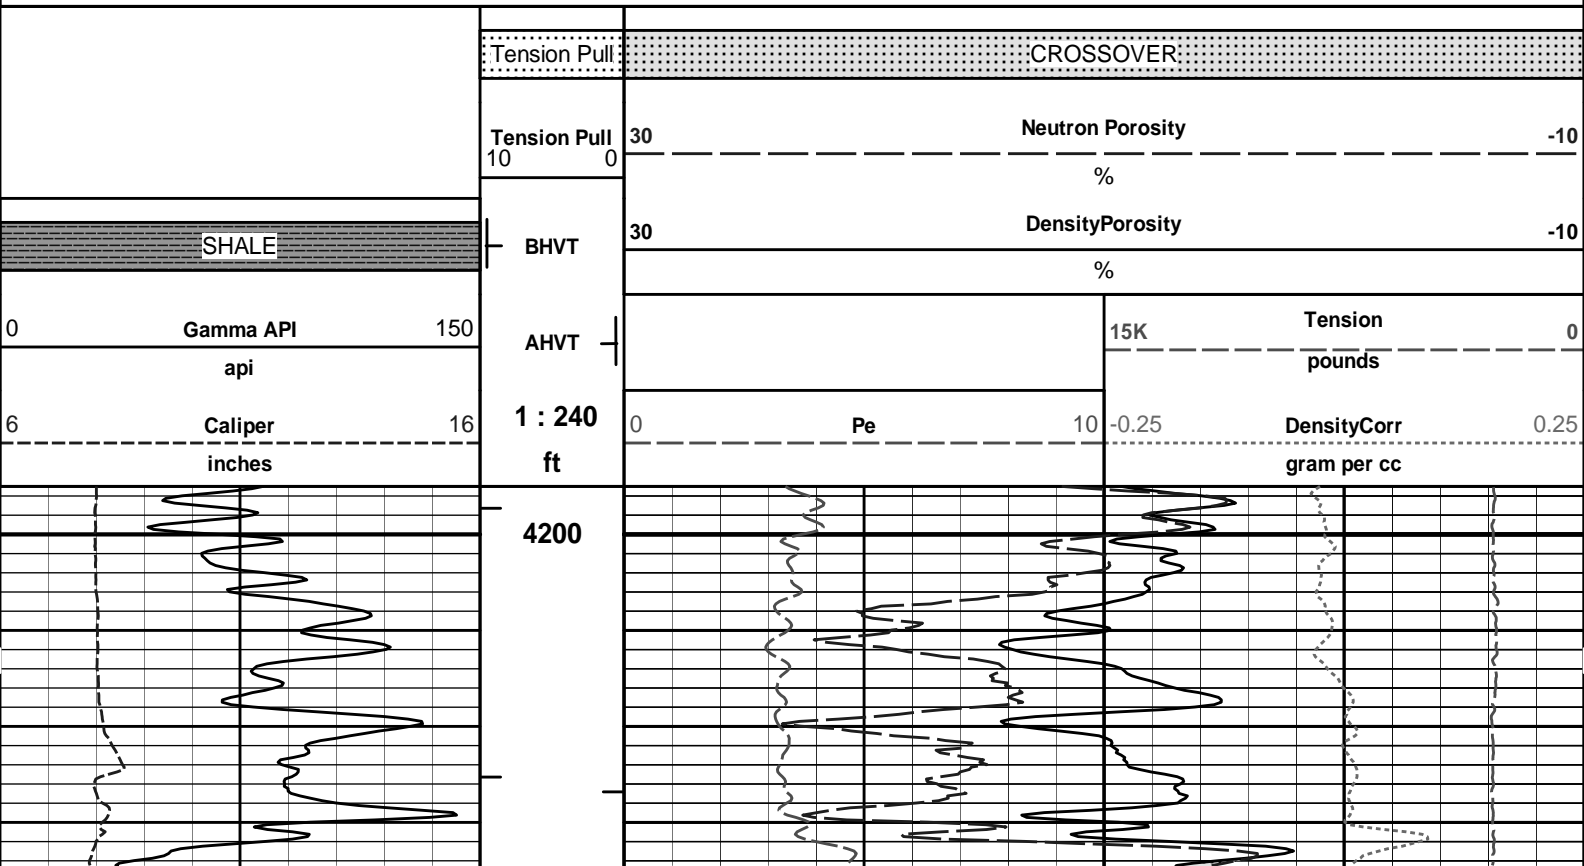 Tension Pull CROSSOVER
Tension Pull
10 0
30 Neutron Porosity -10
%
SHALE
BHVT
30 DensityPorosity -10
%
0 Gamma API 150
api
AHVT
15K Tension 0
pounds
6 Caliper 16
inches
1 : 240
ft
0 Pe 10
-0.25 DensityCorr 0.25
gram per cc
4200